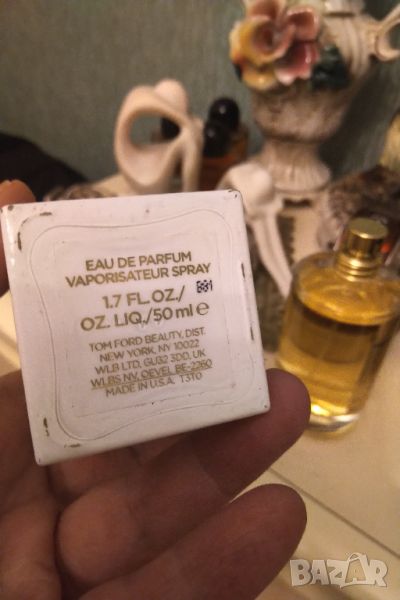 EAU DE PARFUM
VAPORISATEUR SPRAY
1.7 FL.OZ./
OZ. LIQ./50 ml e
TOM FORD BEAUTY, DIST.
NEW YORK, NY 10022
WLB LTD, GU32 3DD, UK
WLBS NV, OEVEL BE-2260
MADE IN U.S.A. T3T0
BAZAR